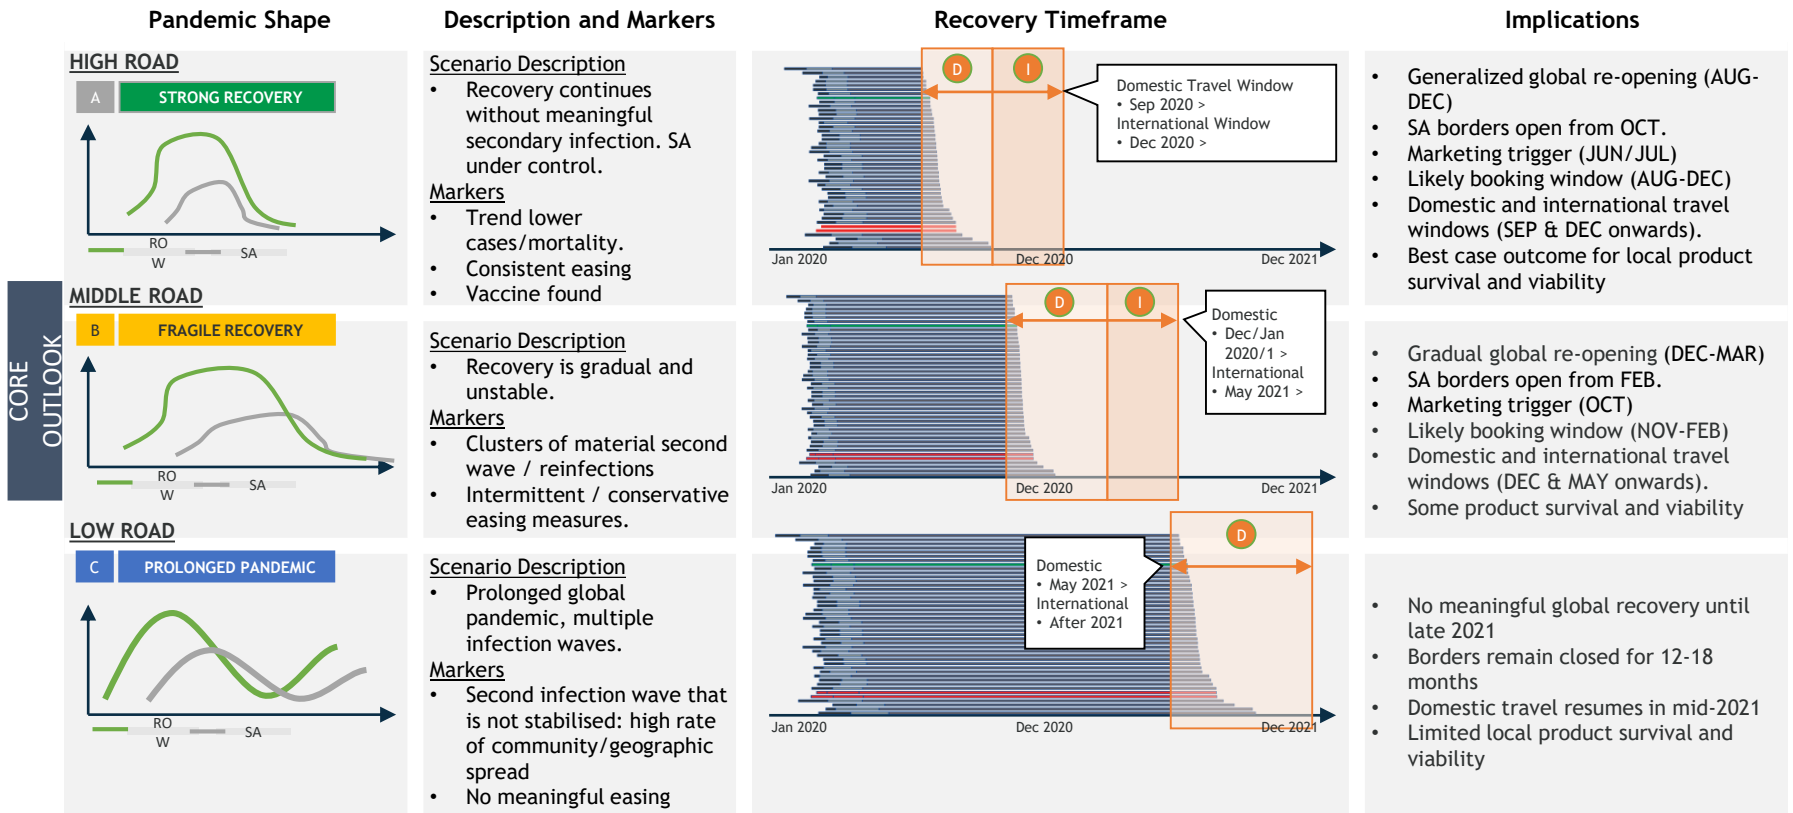 Pandemic Shape
Description and Markers
Recovery Timeframe
Implications
CORE
OUTLOOK
HIGH ROAD
A
STRONG RECOVERY
RO
W
SA
Scenario Description
• Recovery continues
without meaningful
secondary infection. SA
under control.
Markers
• Trend lower
cases/mortality.
• Consistent easing
• Vaccine found
D
I
Domestic Travel Window
• Sep 2020 >
International Window
• Dec 2020 >
Jan 2020
Dec 2020
Dec 2021
• Generalized global re-opening (AUG-
DEC)
• SA borders open from OCT.
• Marketing trigger (JUN/JUL)
• Likely booking window (AUG-DEC)
• Domestic and international travel
windows (SEP & DEC onwards).
• Best case outcome for local product
survival and viability
MIDDLE ROAD
B
FRAGILE RECOVERY
RO
W
SA
Scenario Description
• Recovery is gradual and
unstable.
Markers
• Clusters of material second
wave / reinfections
• Intermittent / conservative
easing measures.
D
I
Domestic
• Dec/Jan
2020/1 >
International
• May 2021 >
Jan 2020
Dec 2020
Dec 2021
• Gradual global re-opening (DEC-MAR)
• SA borders open from FEB.
• Marketing trigger (OCT)
• Likely booking window (NOV-FEB)
• Domestic and international travel
windows (DEC & MAY onwards).
• Some product survival and viability
LOW ROAD
C
PROLONGED PANDEMIC
RO
W
SA
Scenario Description
• Prolonged global
pandemic, multiple
infection waves.
Markers
• Second infection wave that
is not stabilised: high rate
of community/geographic
spread
• No meaningful easing
D
Domestic
• May 2021 >
International
• After 2021
Jan 2020
Dec 2020
Dec 2021
• No meaningful global recovery until
late 2021
• Borders remain closed for 12-18
months
• Domestic travel resumes in mid-2021
• Limited local product survival and
viability